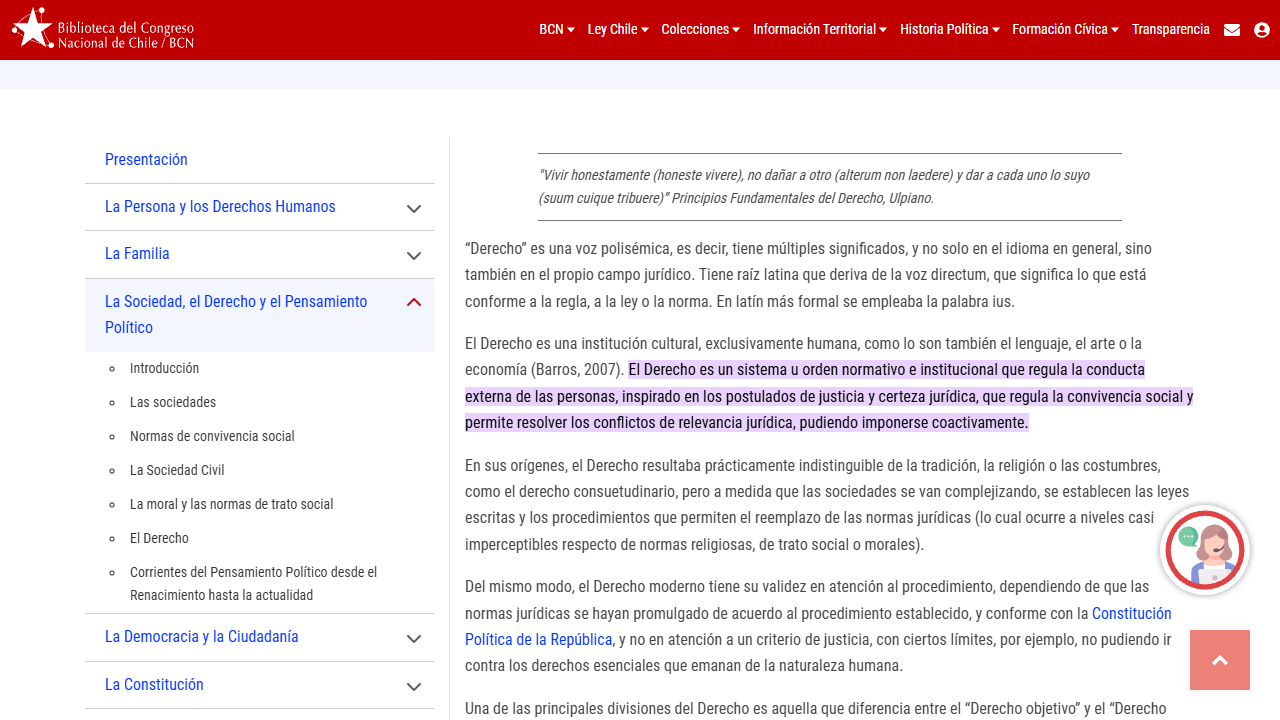 Biblioteca del Congreso
Nacional de Chile / BCN
BCN Ley Chile Colecciones Información Territorial Historia Política Formación Cívica Transparencia
Presentación
La Persona y los Derechos Humanos
La Familia
La Sociedad, el Derecho y el Pensamiento
Político
Introducción
Las sociedades
Normas de convivencia social
La Sociedad Civil
La moral y las normas de trato social
El Derecho
Corrientes del Pensamiento Político desde el
Renacimiento hasta la actualidad
La Democracia y la Ciudadanía
La Constitución
"Vivir honestamente (honeste vivere), no dañar a otro (alterum non laedere) y dar a cada uno lo suyo
(suum cuique tribuere)” Principios Fundamentales del Derecho, Ulpiano.
“Derecho” es una voz polisémica, es decir, tiene múltiples significados, y no solo en el idioma en general, sino
también en el propio campo jurídico. Tiene raíz latina que deriva de la voz directum, que significa lo que está
conforme a la regla, a la ley o la norma. En latín más formal se empleaba la palabra ius.
El Derecho es una institución cultural, exclusivamente humana, como lo son también el lenguaje, el arte o la
economía (Barros, 2007). El Derecho es un sistema u orden normativo e institucional que regula la conducta
externa de las personas, inspirado en los postulados de justicia y certeza jurídica, que regula la convivencia social y
permite resolver los conflictos de relevancia jurídica, pudiendo imponerse coactivamente.
En sus orígenes, el Derecho resultaba prácticamente indistinguible de la tradición, la religión o las costumbres,
como el derecho consuetudinario, pero a medida que las sociedades se van complejizando, se establecen las leyes
escritas y los procedimientos que permiten el reemplazo de las normas jurídicas (lo cual ocurre a niveles casi
imperceptibles respecto de normas religiosas, de trato social o morales).
Del mismo modo, el Derecho moderno tiene su validez en atención al procedimiento, dependiendo de que las
normas jurídicas se hayan promulgado de acuerdo al procedimiento establecido, y conforme con la Constitución
Política de la República, y no en atención a un criterio de justicia, con ciertos límites, por ejemplo, no pudiendo ir
contra los derechos esenciales que emanan de la naturaleza humana.
Una de las principales divisiones del Derecho es aquella que diferencia entre el “Derecho objetivo” y el “Derecho